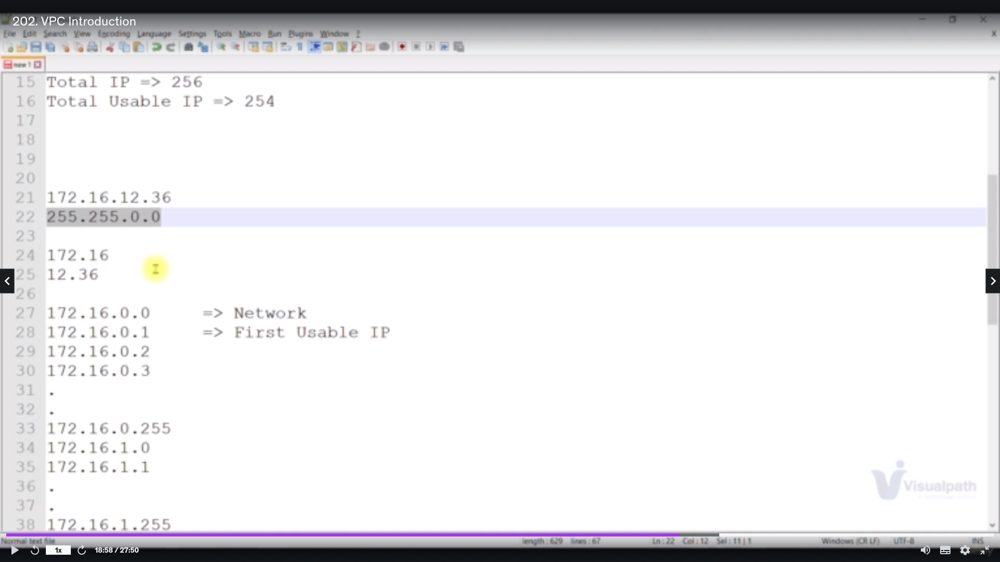 202. VPC Introduction
File Edit Search View Encoding Language Settings Tools Macro Run Plugins Window ? X
new 1
15 Total IP => 256
16 Total Usable IP => 254
17
18
19
20
21 172.16.12.36
22 255.255.0.0
23
24 172.16
25 12.36
26
27 172.16.0.0 => Network
28 172.16.0.1 => First Usable IP
29 172.16.0.2
30 172.16.0.3
31 .
32 .
33 172.16.0.255
34 172.16.1.0
35 172.16.1.1
36 .
37 .
38 172.16.1.255
Visualpath
Normal text file length : 629 lines : 67 Ln : 22 Col : 12 Sel : 11 | 1 Windows (CR LF) UTF-8 INS
1x 18:58 / 27:50